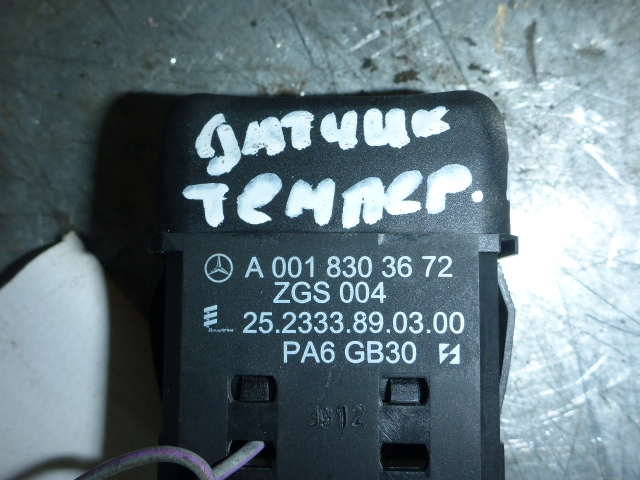 датчик
темпер.
A 001 830 36 72
ZGS 004
25.2333.89.03.00
PA6 GB30